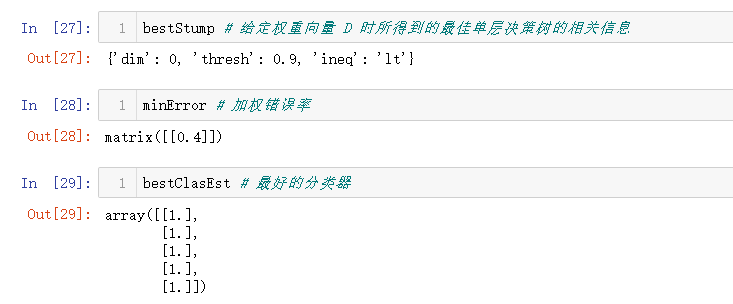 In [27]: 1 bestStump # 给定权重向量 D 时所得到的最佳单层决策树的相关信息
Out[27]: {'dim': 0, 'thresh': 0.9, 'ineq': 'lt'}
In [28]: 1 minError # 加权错误率
Out[28]: matrix([[0.4]])
In [29]: 1 bestClasEst # 最好的分类器
Out[29]: array([[1.],
[1.],
[1.],
[1.],
[1.]])